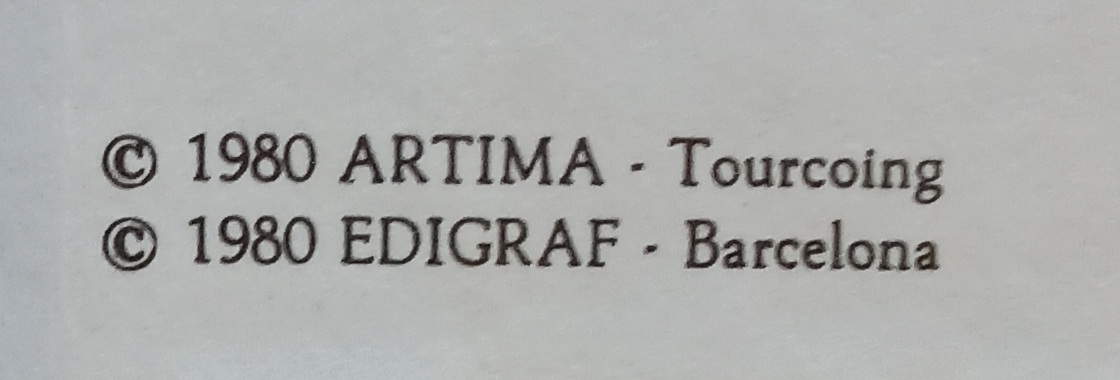 © 1980 ARTIMA - Tourcoing
© 1980 EDIGRAF - Barcelona